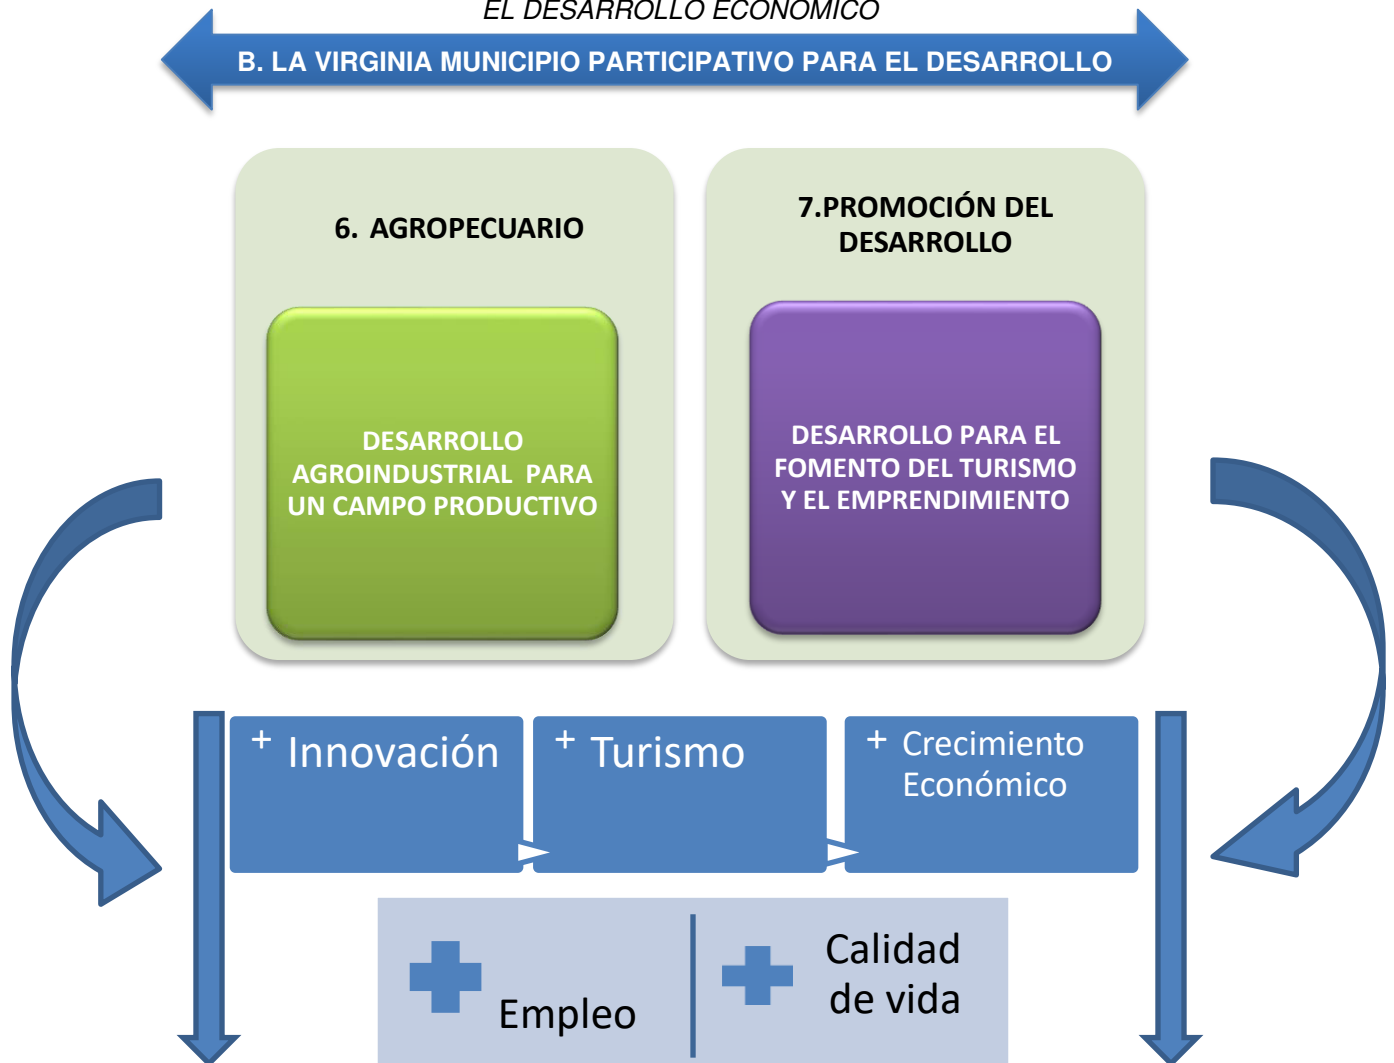 EL DESARROLLO ECONÓMICO
B. LA VIRGINIA MUNICIPIO PARTICIPATIVO PARA EL DESARROLLO
6. AGROPECUARIO
7.PROMOCIÓN DEL
DESARROLLO
DESARROLLO
AGROINDUSTRIAL PARA
UN CAMPO PRODUCTIVO
DESARROLLO PARA EL
FOMENTO DEL TURISMO
Y EL EMPRENDIMIENTO
+ Innovación
+ Turismo
+ Crecimiento
Económico
Empleo
Calidad
de vida